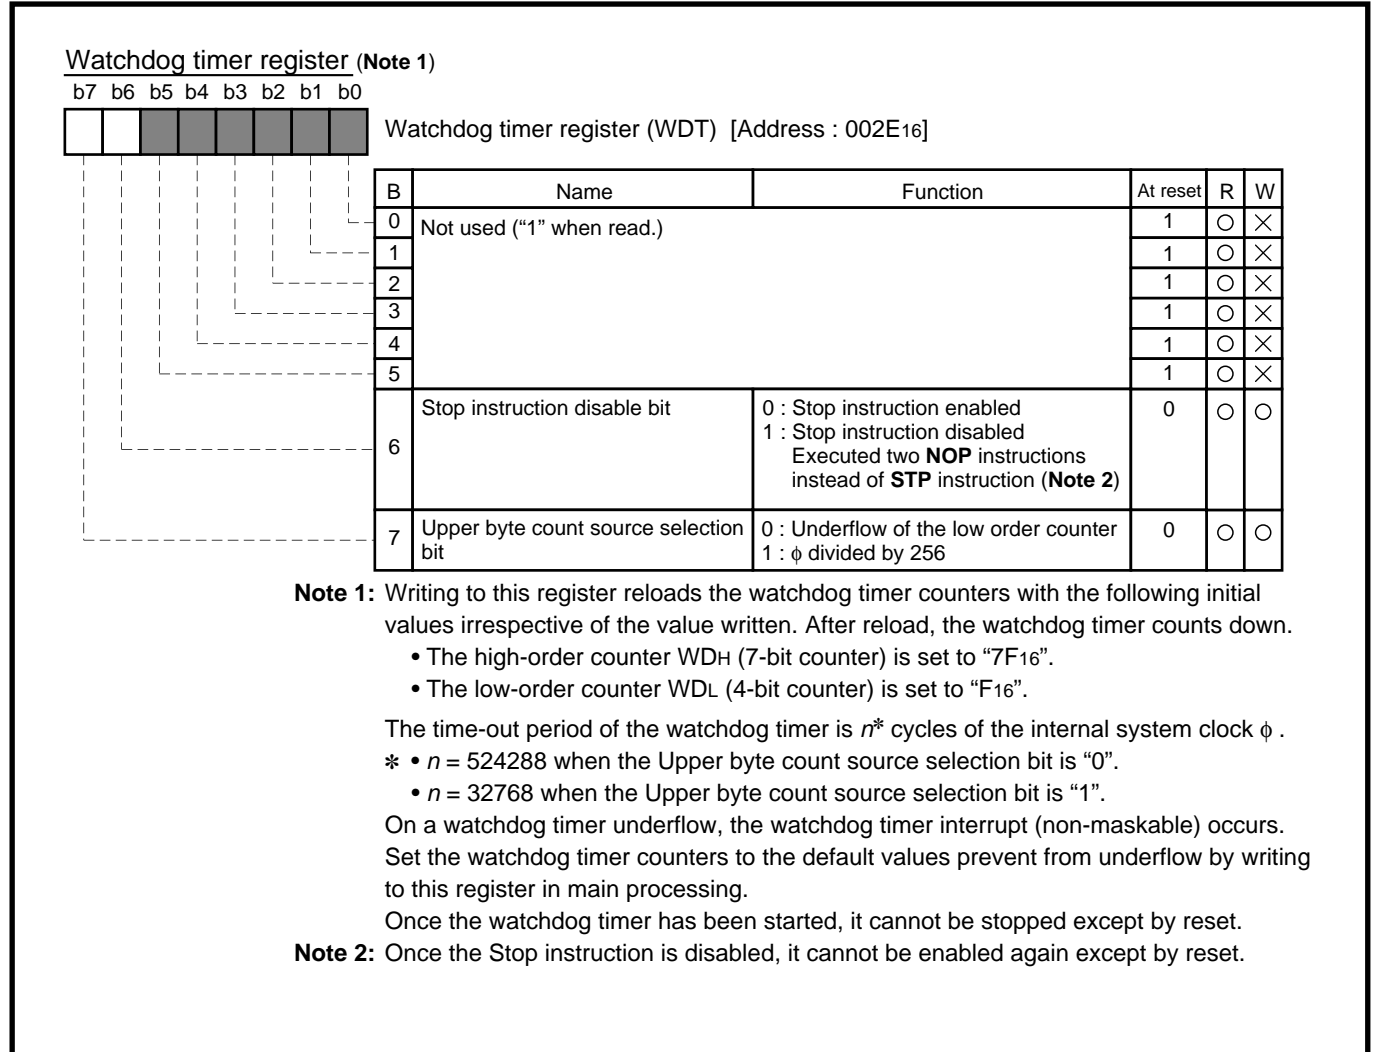 Watchdog timer register (Note 1)
b7 b6 b5 b4 b3 b2 b1 b0
Watchdog timer register (WDT) [Address : 002E16]
B Name Function At reset R W
0 Not used (“1” when read.) 1 ○ ×
1 1 ○ ×
2 1 ○ ×
3 1 ○ ×
4 1 ○ ×
5 1 ○ ×
6 Stop instruction disable bit 0 : Stop instruction enabled 0 ○ ○
1 : Stop instruction disabled
Executed two NOP instructions
instead of STP instruction (Note 2)
7 Upper byte count source selection 0 : Underflow of the low order counter 0 ○ ○
bit 1 : ϕ divided by 256
Note 1: Writing to this register reloads the watchdog timer counters with the following initial
values irrespective of the value written. After reload, the watchdog timer counts down.
• The high-order counter WDH (7-bit counter) is set to “7F16”.
• The low-order counter WDL (4-bit counter) is set to “F16”.
The time-out period of the watchdog timer is n* cycles of the internal system clock ϕ .
* • n = 524288 when the Upper byte count source selection bit is “0”.
• n = 32768 when the Upper byte count source selection bit is “1”.
On a watchdog timer underflow, the watchdog timer interrupt (non-maskable) occurs.
Set the watchdog timer counters to the default values prevent from underflow by writing
to this register in main processing.
Once the watchdog timer has been started, it cannot be stopped except by reset.
Note 2: Once the Stop instruction is disabled, it cannot be enabled again except by reset.